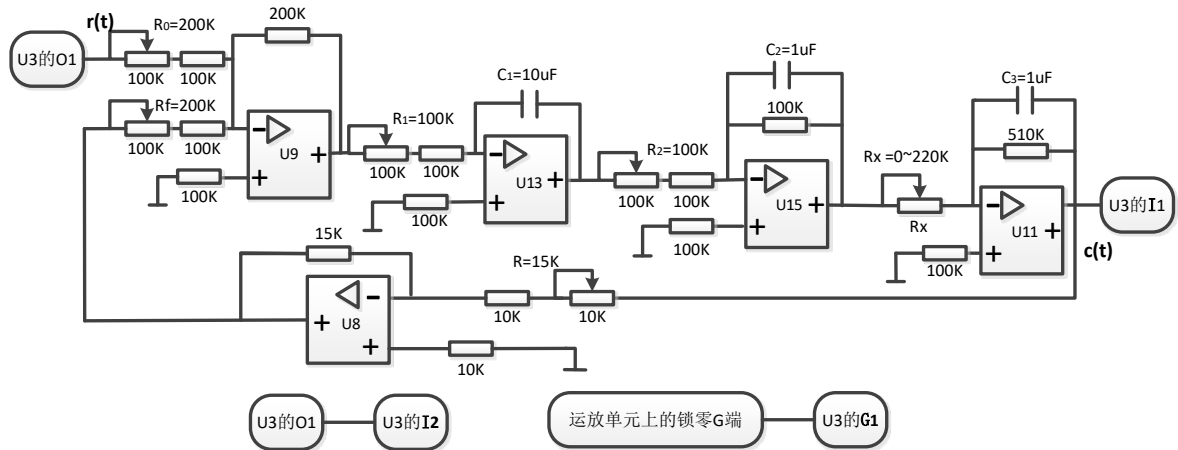 r(t)
U3的O1
R₀=200K
100K
100K
200K
Rf=200K
100K
100K
U9
100K
R₁=100K
100K
100K
C₁=10uF
U13
100K
R₂=100K
100K
100K
C₂=1uF
100K
U15
100K
Rx =0~220K
Rx
C₃=1uF
510K
U11
100K
U3的I1
c(t)
15K
U8
10K
R=15K
10K
10K
U3的O1
U3的I2
运放单元上的锁零G端
U3的G1